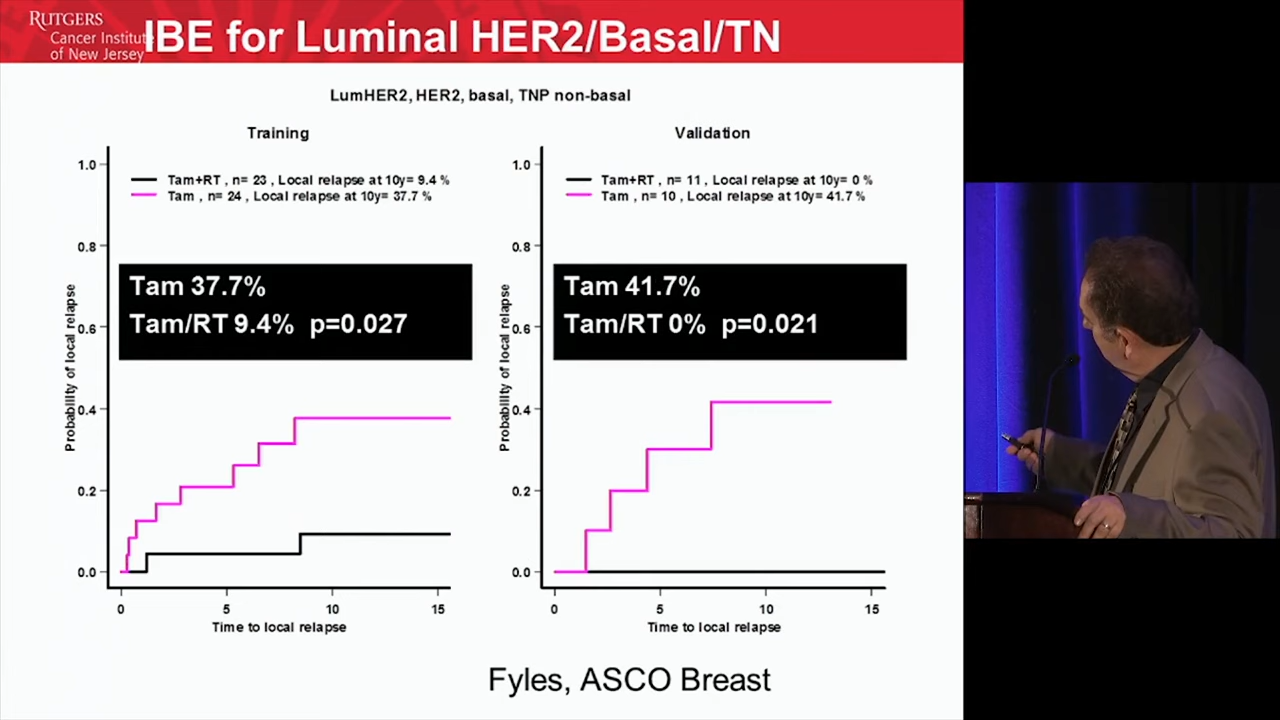 RUTGERS
Cancer Institute
of New Jersey
IBE for Luminal HER2/Basal/TN
LumHER2, HER2, basal, TNP non-basal
Training
Probability of local relapse
1.0
0.8
0.6
0.4
0.2
0.0
Tam+RT , n= 23 , Local relapse at 10y= 9.4 %
Tam , n= 24 , Local relapse at 10y= 37.7 %
Tam 37.7%
Tam/RT 9.4% p=0.027
0 5 10 15
Time to local relapse
Validation
Probability of local relapse
1.0
0.8
0.6
0.4
0.2
0.0
Tam+RT , n= 11 , Local relapse at 10y= 0 %
Tam , n= 10 , Local relapse at 10y= 41.7 %
Tam 41.7%
Tam/RT 0% p=0.021
0 5 10 15
Time to local relapse
Fyles, ASCO Breast